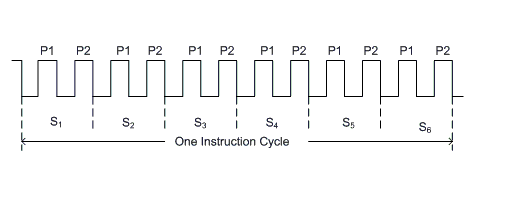 P1 P2 P1 P2 P1 P2 P1 P2 P1 P2 P1 P2
S1 S2 S3 S4 S5 S6
One Instruction Cycle